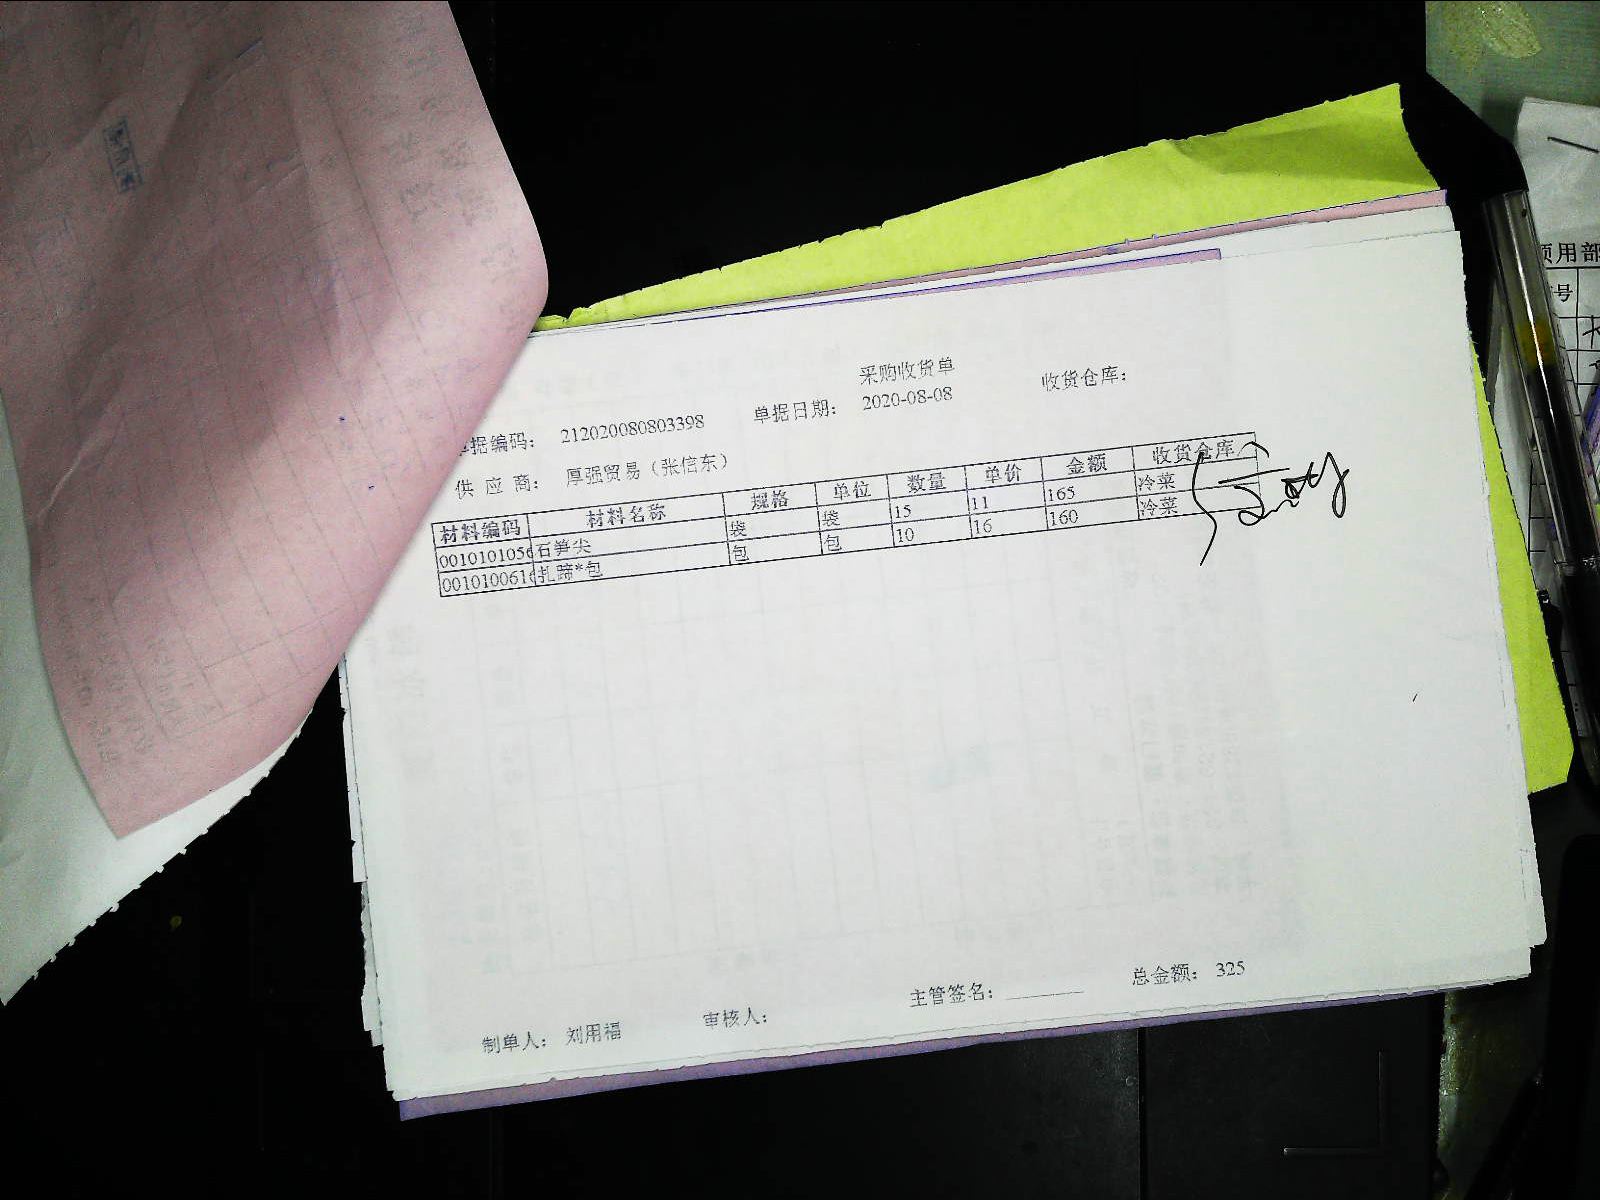 采购收货单
据编码： 212020080803398 单据日期： 2020-08-08 收货仓库：
供 应 商： 厚强贸易（张信东）
材料编码 材料名称 规格 单位 数量 单价 金额 收货仓库
001010105 石笋尖 袋 袋 15 11 165 冷菜
001010061 扎蹄*包 包 包 10 16 160 冷菜
制单人： 刘用福 审核人： 主管签名： 总金额： 325
用部
号